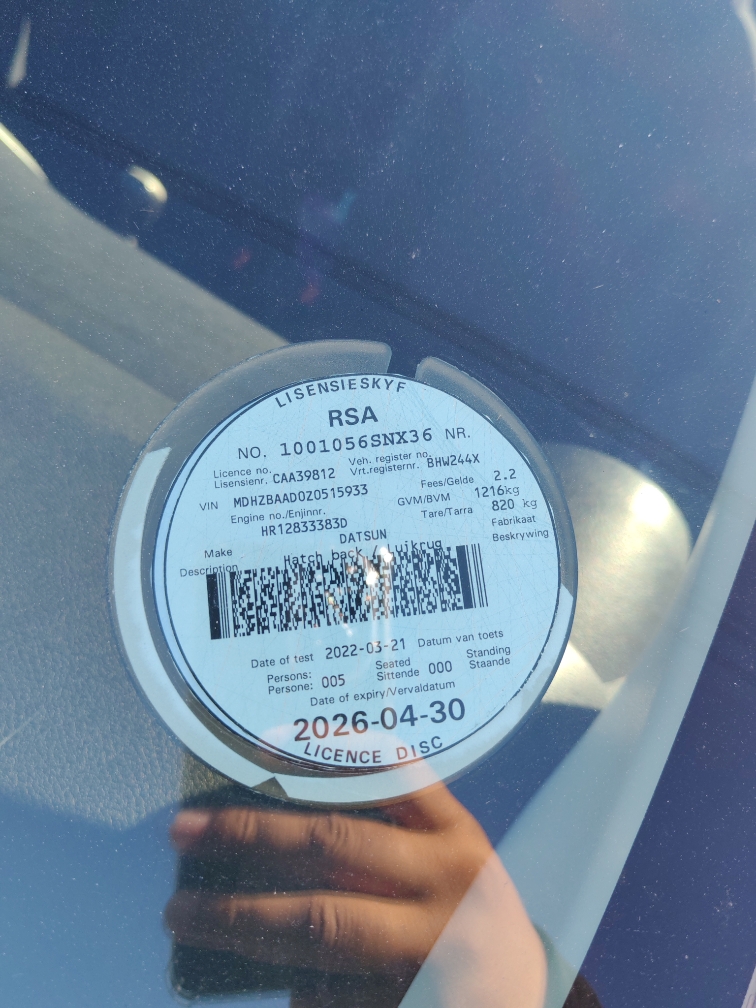 LISENSIESKYF
RSA
NO. 1001056SNX36 NR.
Licence no. Veh. register no.
Lisensienr. CAA39812 Vrt.registernr. BHW244X
VIN MDHZBAAD0Z0515933 Fees/Gelde 2.2
Engine no./Enjinnr. GVM/BVM 1216kg
HR12833383D Tare/Tarra 820 kg
Make DATSUN Fabrikaat
Description Hatch back / Luikrug Beskrywing
Date of test 2022-03-21 Datum van toets
Persons: Seated Standing
Persone: 005 Sittende 000 Staande
Date of expiry/Vervaldatum
2026-04-30
LICENCE DISC